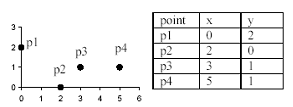 3
2
1
0
0 1 2 3 4 5 6
p1
p2
p3
p4
point x y
p1 0 2
p2 2 0
p3 3 1
p4 5 1